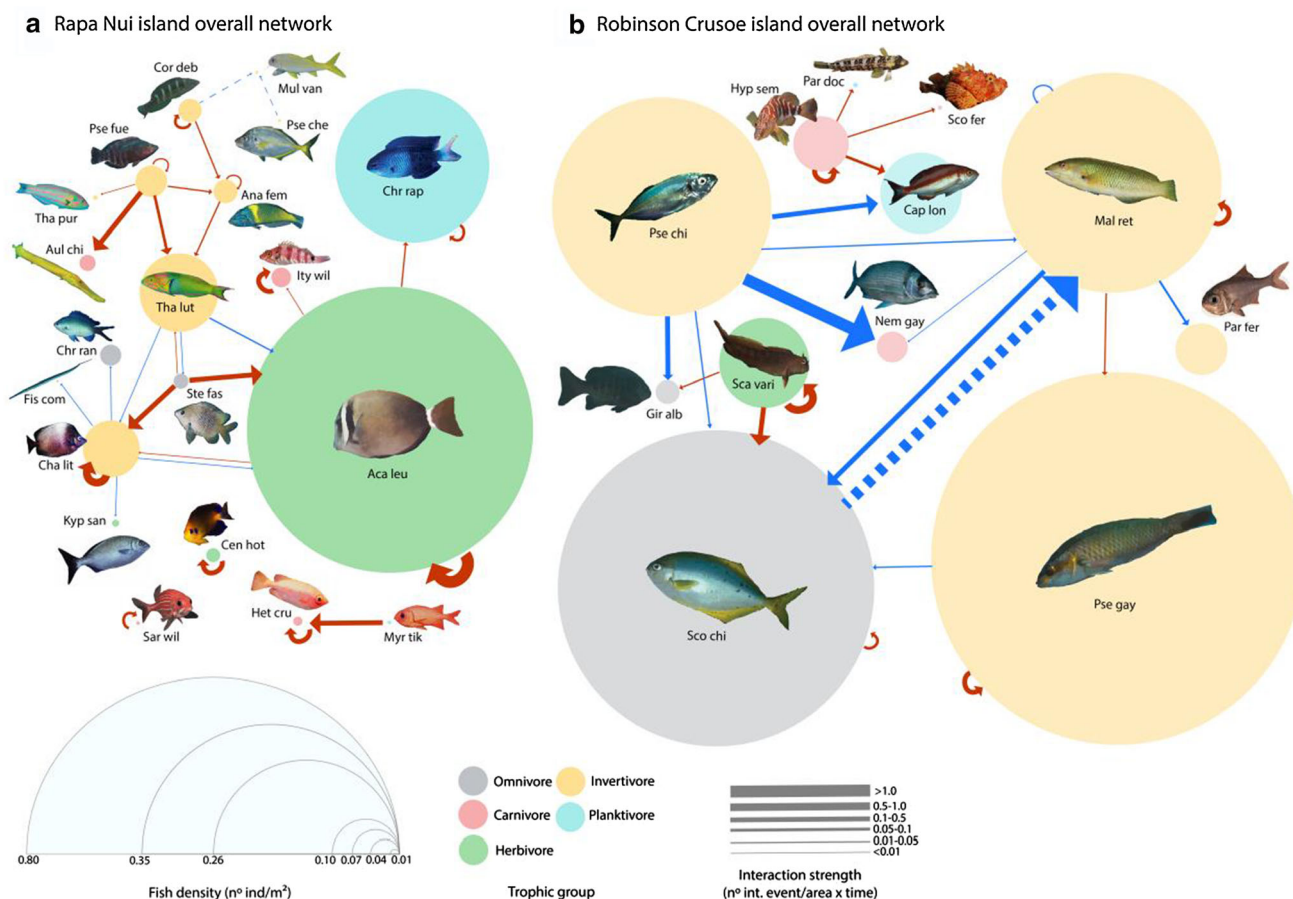 a Rapa Nui island overall network
Cor deb
Mul van
Pse fue
Pse che
Tha pur
Ana fem
Chr rap
Aul chi
Ity wil
Tha lut
Chr ran
Fis com
Ste fas
Cha lit
Aca leu
Kyp san
Cen hot
Het cru
Sar wil
Myr tik
b Robinson Crusoe island overall network
Par doc
Hyp sem
Sco fer
Cap lon
Mal ret
Pse chi
Nem gay
Par fer
Sca vari
Gir alb
Pse gay
Sco chi
0.80 0.35 0.26 0.10 0.07 0.04 0.01
Fish density (nº ind/m²)
Omnivore Invertivore
Carnivore Planktivore
Herbivore
Trophic group
>1.0
0.5-1.0
0.1-0.5
0.05-0.1
0.01-0.05
<0.01
Interaction strength
(nº int. event/area x time)